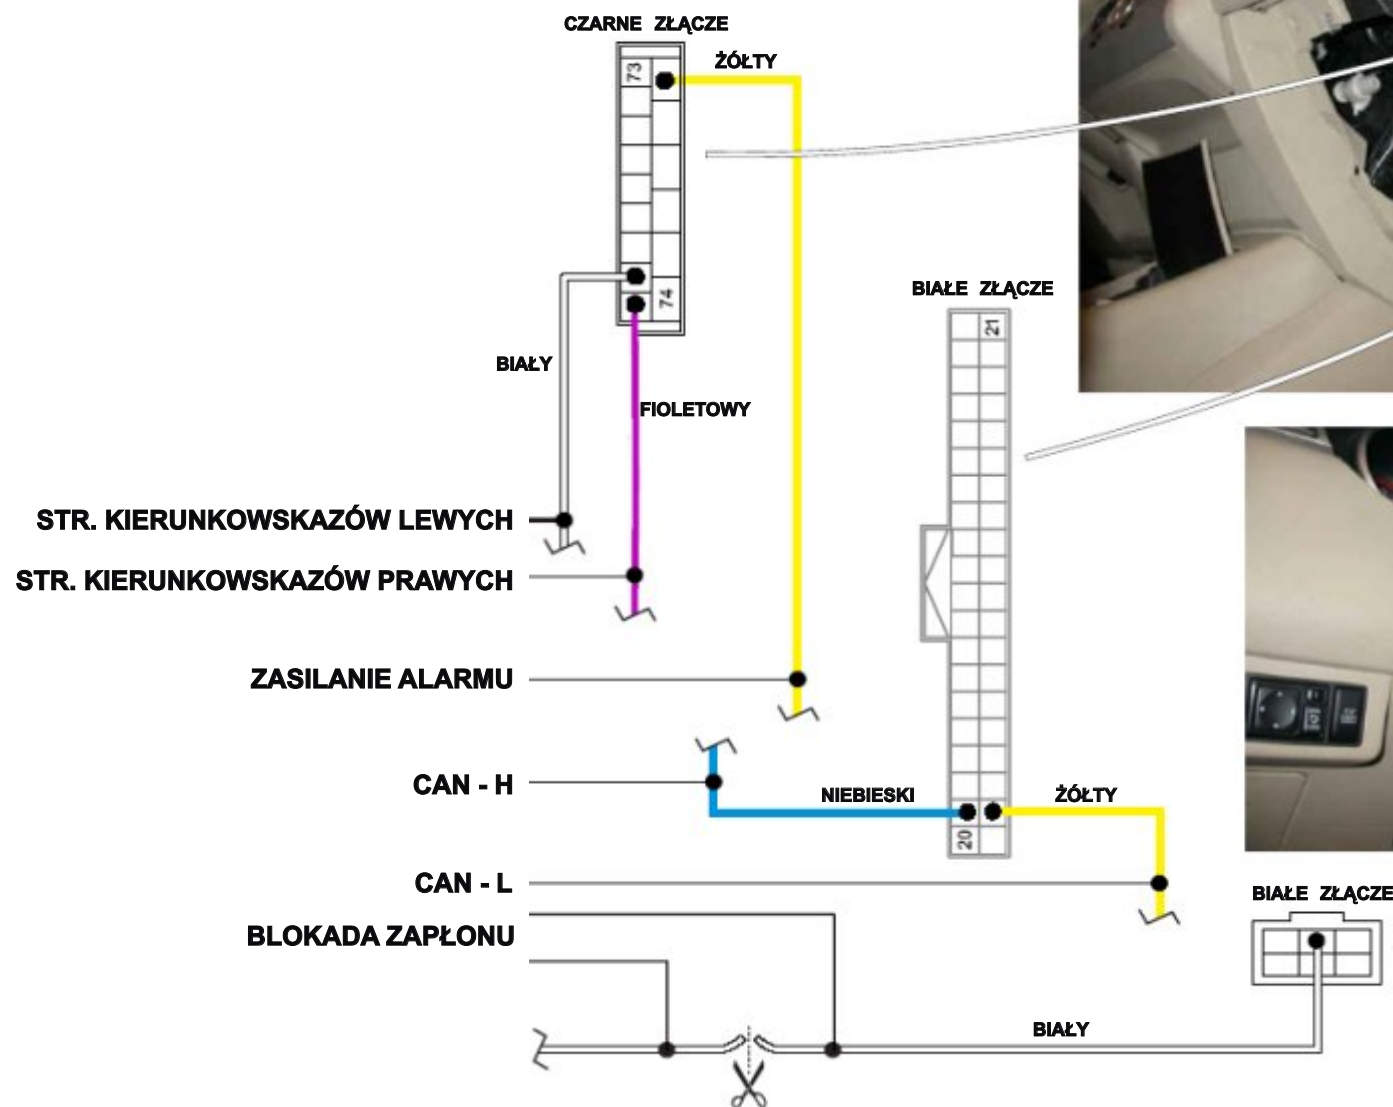 CZARNE ZŁĄCZE
73
ŻÓŁTY
74
BIAŁE ZŁĄCZE
21
BIAŁY
FIOLETOWY
STR. KIERUNKOWSKAZÓW LEWYCH
STR. KIERUNKOWSKAZÓW PRAWYCH
ZASILANIE ALARMU
CAN - H
NIEBIESKI
ŻÓŁTY
20
CAN - L
BIAŁE ZŁĄCZE
BLOKADA ZAPŁONU
BIAŁY